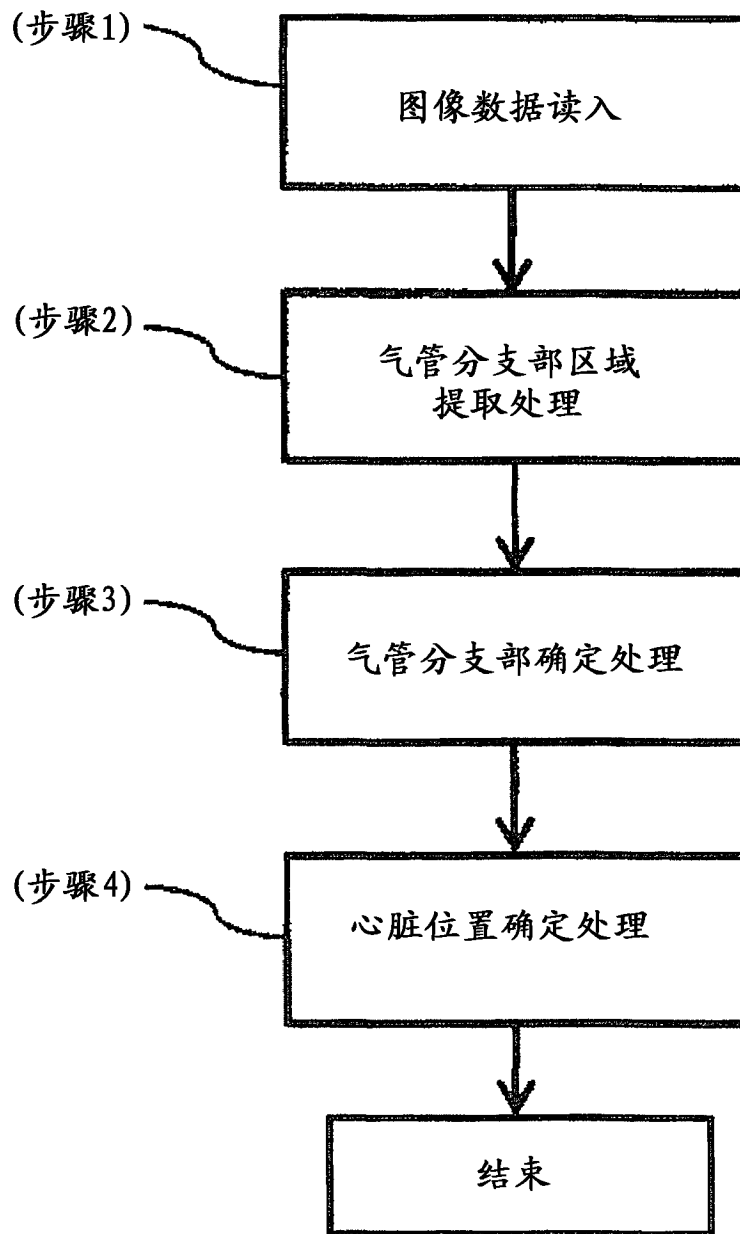 (步骤1)
图像数据读入
(步骤2)
气管分支部区域
提取处理
(步骤3)
气管分支部确定处理
(步骤4)
心脏位置确定处理
结束